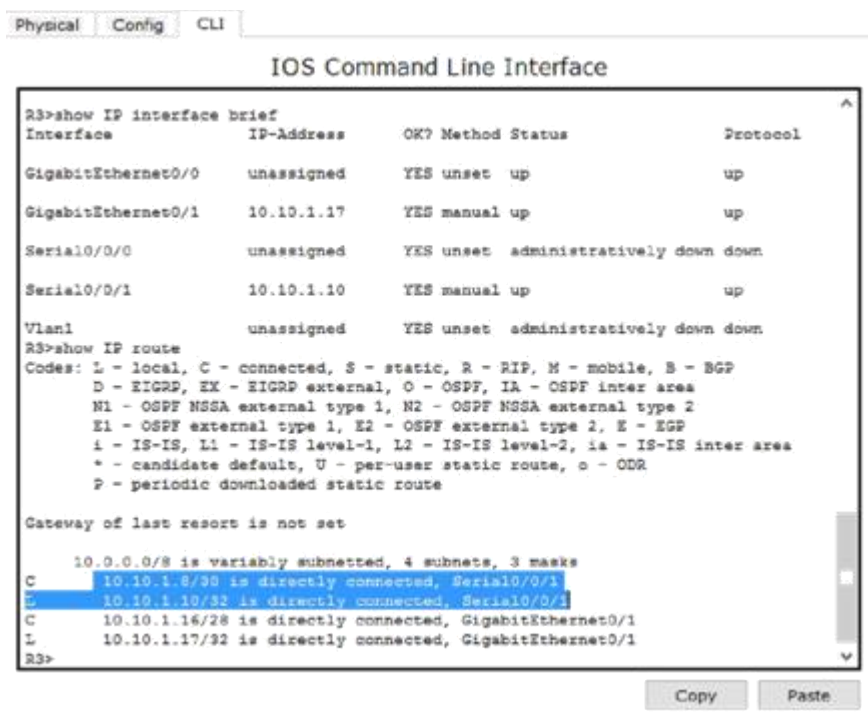 Physical Config CLI
IOS Command Line Interface
R3>show IP interface brief
Interface IP-Address OK? Method Status Protocol
GigabitEthernet0/0 unassigned YES unset up up
GigabitEthernet0/1 10.10.1.17 YES manual up up
Serial0/0/0 unassigned YES unset administratively down down
Serial0/0/1 10.10.1.10 YES manual up up
Vlan1 unassigned YES unset administratively down down
R3>show IP route
Codes: L - local, C - connected, S - static, R - RIP, M - mobile, B - BGP
D - EIGRP, EX - EIGRP external, O - OSPF, IA - OSPF inter area
N1 - OSPF NSSA external type 1, N2 - OSPF NSSA external type 2
E1 - OSPF external type 1, E2 - OSPF external type 2, E - EGP
i - IS-IS, L1 - IS-IS level-1, L2 - IS-IS level-2, ia - IS-IS inter area
* - candidate default, U - per-user static route, o - ODR
P - periodic downloaded static route
Gateway of last resort is not set
10.0.0.0/8 is variably subnetted, 4 subnets, 3 masks
C 10.10.1.8/30 is directly connected, Serial0/0/1
L 10.10.1.10/32 is directly connected, Serial0/0/1
C 10.10.1.16/28 is directly connected, GigabitEthernet0/1
L 10.10.1.17/32 is directly connected, GigabitEthernet0/1
R3>
Copy Paste